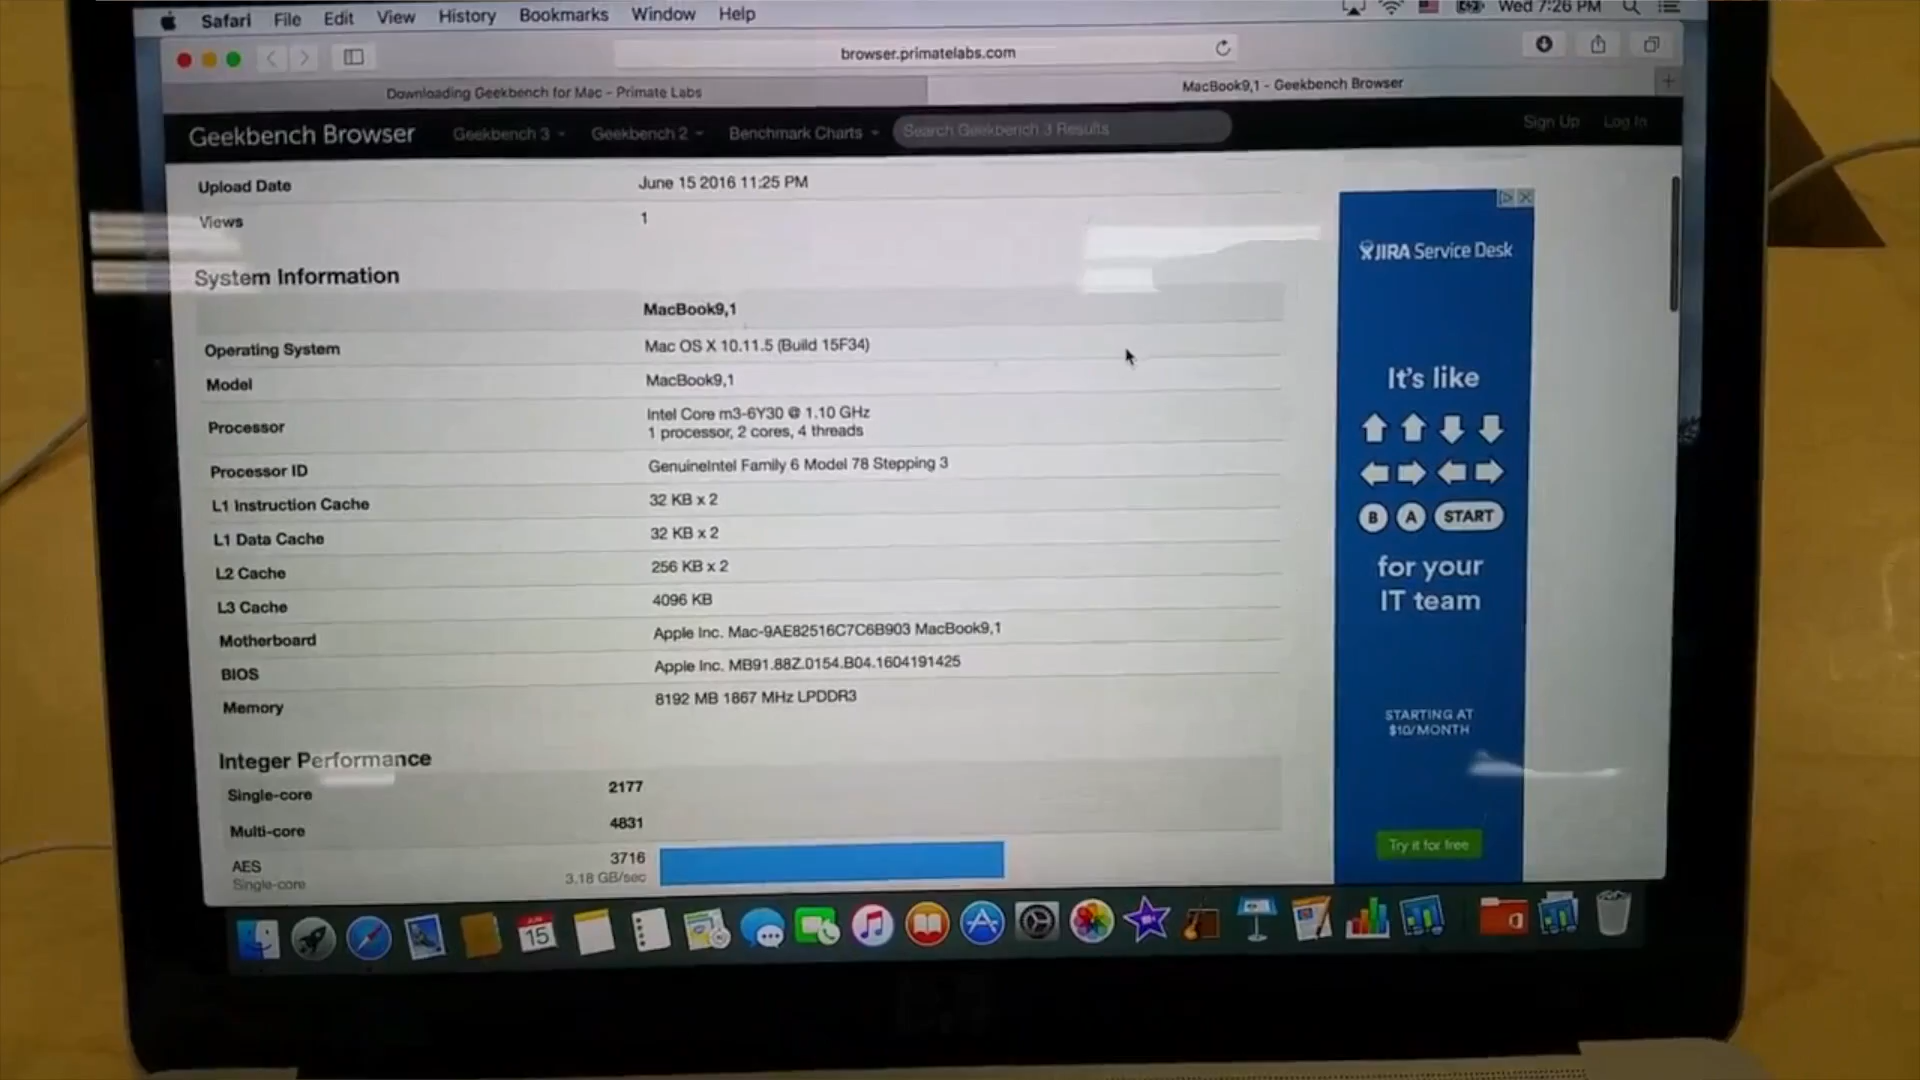 Safari File Edit View History Bookmarks Window Help Wed 7:26 PM
browser.primatelabs.com
Downloading Geekbench for Mac - Primate Labs
MacBook9,1 - Geekbench Browser
Geekbench Browser Geekbench 3 Geekbench 2 Benchmark Charts Search Geekbench 3 Results Sign Up Log In
Upload Date June 15 2016 11:25 PM
Views 1
System Information
MacBook9,1
Operating System Mac OS X 10.11.5 (Build 15F34)
Model MacBook9,1
Processor Intel Core m3-6Y30 @ 1.10 GHz
1 processor, 2 cores, 4 threads
Processor ID GenuineIntel Family 6 Model 78 Stepping 3
L1 Instruction Cache 32 KB x 2
L1 Data Cache 32 KB x 2
L2 Cache 256 KB x 2
L3 Cache 4096 KB
Motherboard Apple Inc. Mac-9AE82516C7C6B903 MacBook9,1
BIOS Apple Inc. MB91.88Z.0154.B04.1604191425
Memory 8192 MB 1867 MHz LPDDR3
Integer Performance
Single-core 2177
Multi-core 4831
AES 3716
Single-core 3.18 GB/sec
JIRA Service Desk
It's like
B A START
for your
IT team
STARTING AT
$10/MONTH
Try it for free
JUN
15